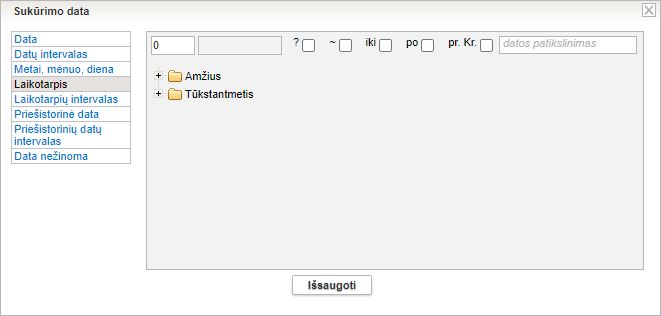 Sukūrimo data
Data
Datų intervalas
Metai, mėnuo, diena
Laikotarpis
Laikotarpių intervalas
Priešistorinė data
Priešistorinių datų
intervalas
Data nežinoma
0 ? ~ iki po pr. Kr. datos patikslinimas
Amžius
Tūkstantmetis
Išsaugoti